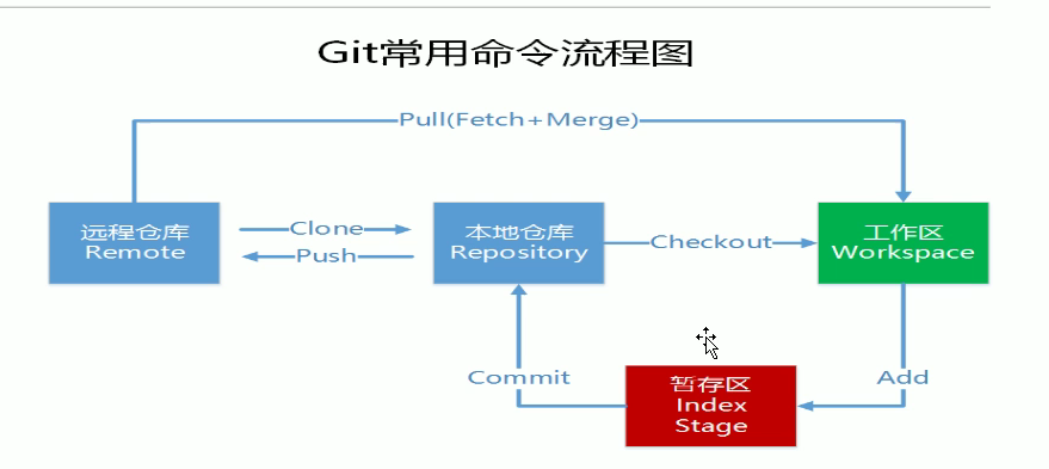 Git常用命令流程图
Pull(Fetch+Merge)
远程仓库
Remote
Clone
Push
本地仓库
Repository
Checkout
工作区
Workspace
Commit
暂存区
Index
Stage
Add